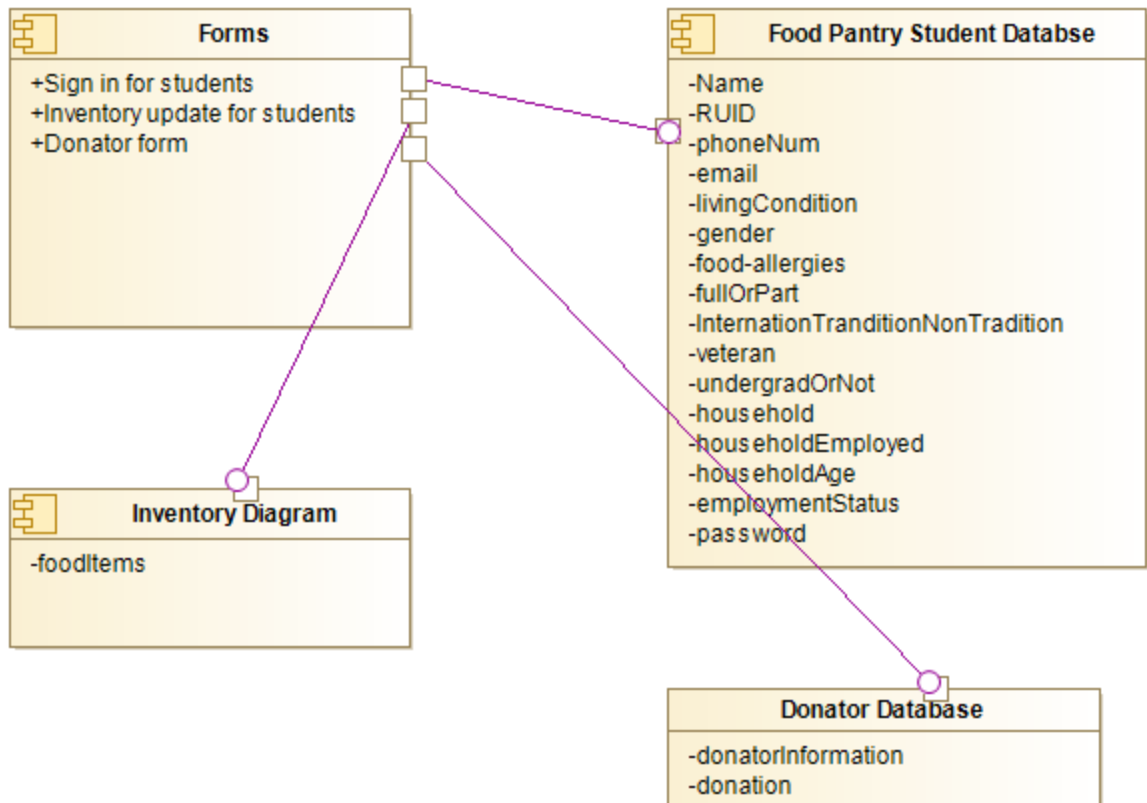 Forms
+Sign in for students
+Inventory update for students
+Donator form
Food Pantry Student Databse
-Name
-RUID
-phoneNum
-email
-livingCondition
-gender
-food-allergies
-fullOrPart
-InternationTranditionNonTradition
-veteran
-undergradOrNot
-household
-householdEmployed
-householdAge
-employmentStatus
-password
Inventory Diagram
-foodItems
Donator Database
-donatorInformation
-donation